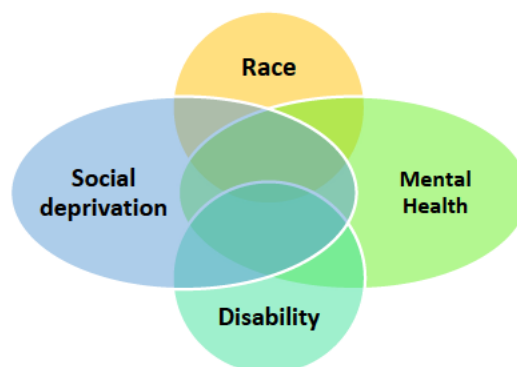 Race
Social
deprivation
Mental
Health
Disability